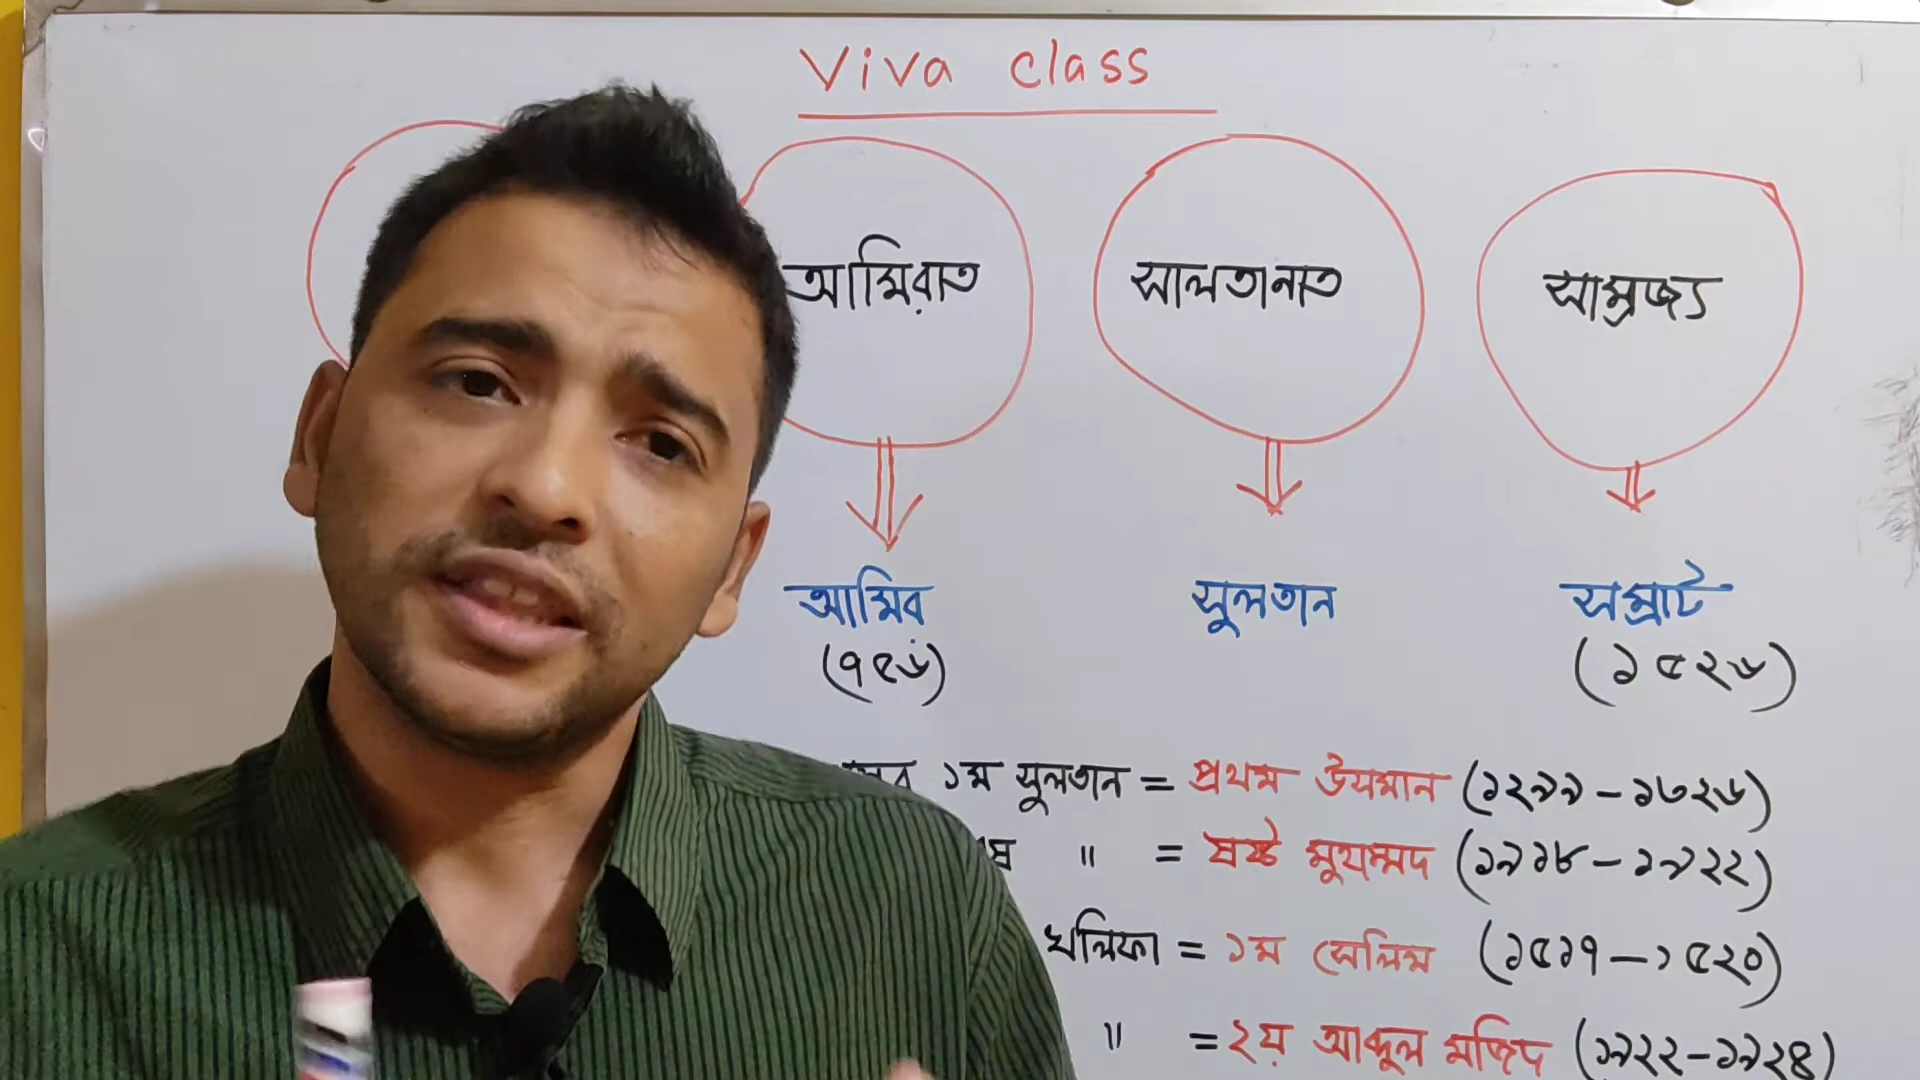 Viva class
আমিরাত
সালতানাত
সাম্রজ্য
আমির
সুলতান
সম্রাট
(৭৫৬)
(১৫২৬)
১ম সুলতান = প্রথম উসমান (১২৯৯-১৩২৬)
" = ষষ্ঠ মুহাম্মদ (১৯১৮-১৯২২)
খলিফা = ১ম সেলিম (১৫১৭-১৫২০)
" = ২য় আব্দুল মজিদ (১৯২২-১৯২৪)